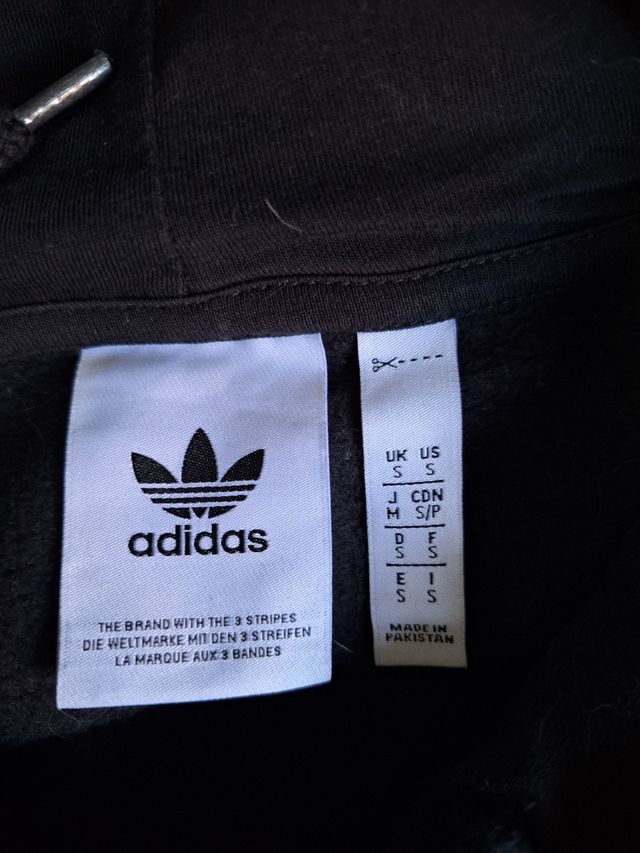 adidas
THE BRAND WITH THE 3 STRIPES
DIE WELTMARKE MIT DEN 3 STREIFEN
LA MARQUE AUX 3 BANDES
UK US
S S
J CDN
M S/P
D F
S S
E I
S S
MADE IN
PAKISTAN